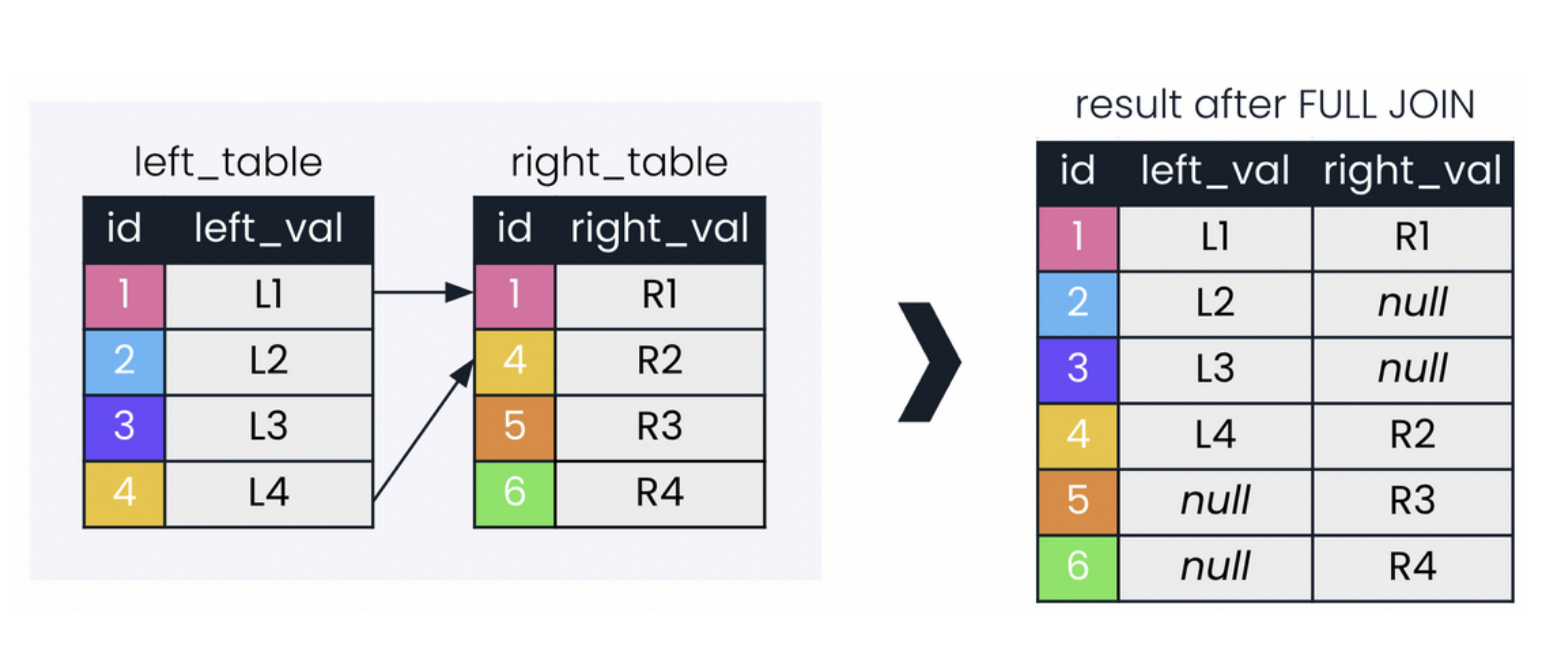 result after FULL JOIN
left_table
id left_val
1 L1
2 L2
3 L3
4 L4
right_table
id right_val
1 R1
4 R2
5 R3
6 R4
id left_val right_val
1 L1 R1
2 L2 null
3 L3 null
4 L4 R2
5 null R3
6 null R4